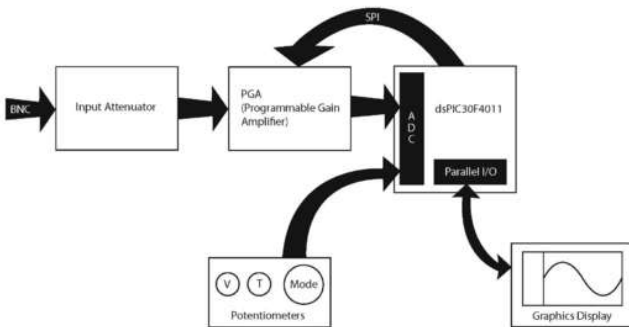 SPI
BNC
Input Attenuator
PGA
(Programmable Gain
Amplifier)
A
D
C
dsPIC30F4011
Parallel I/O
V
T
Mode
Potentiometers
Graphics Display